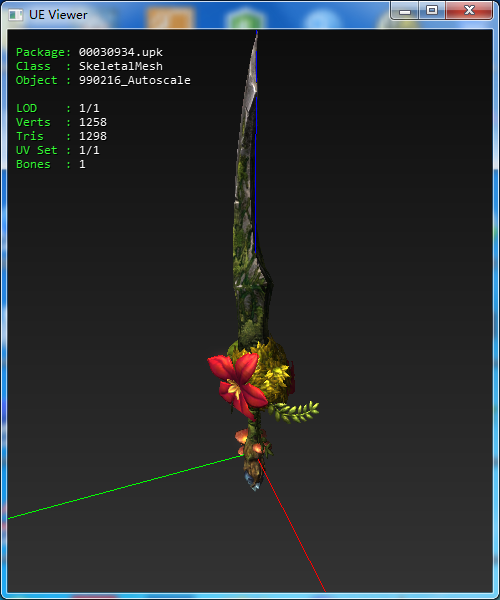 UE Viewer
Package: 00030934.upk
Class : SkeletalMesh
Object : 990216_Autoscale
LOD : 1/1
Verts : 1258
Tris : 1298
UV Set : 1/1
Bones : 1